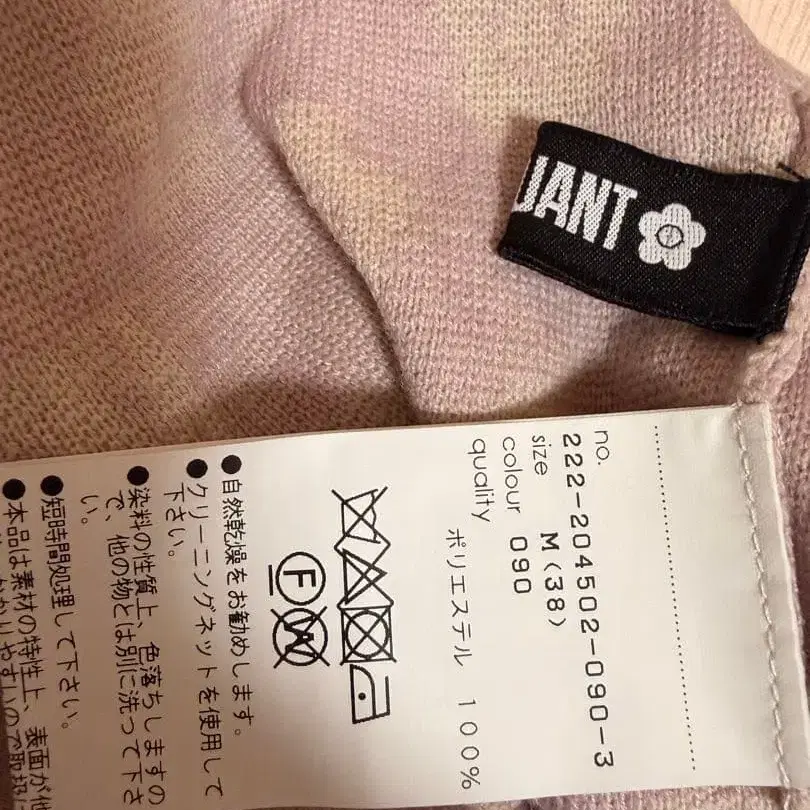 UANT
no.
222-204502-090-3
size M(38)
colour 090
quality
ポリエステル 100%
F
W
●自然乾燥をお勧めします。
●クリーニングネットを使用して
下さい。
●染料の性質上、色落ちしますの
で、他の物とは別に洗って下さ
い。
●短時間処理して下さい。
●本品は素材の特性上、表面が他